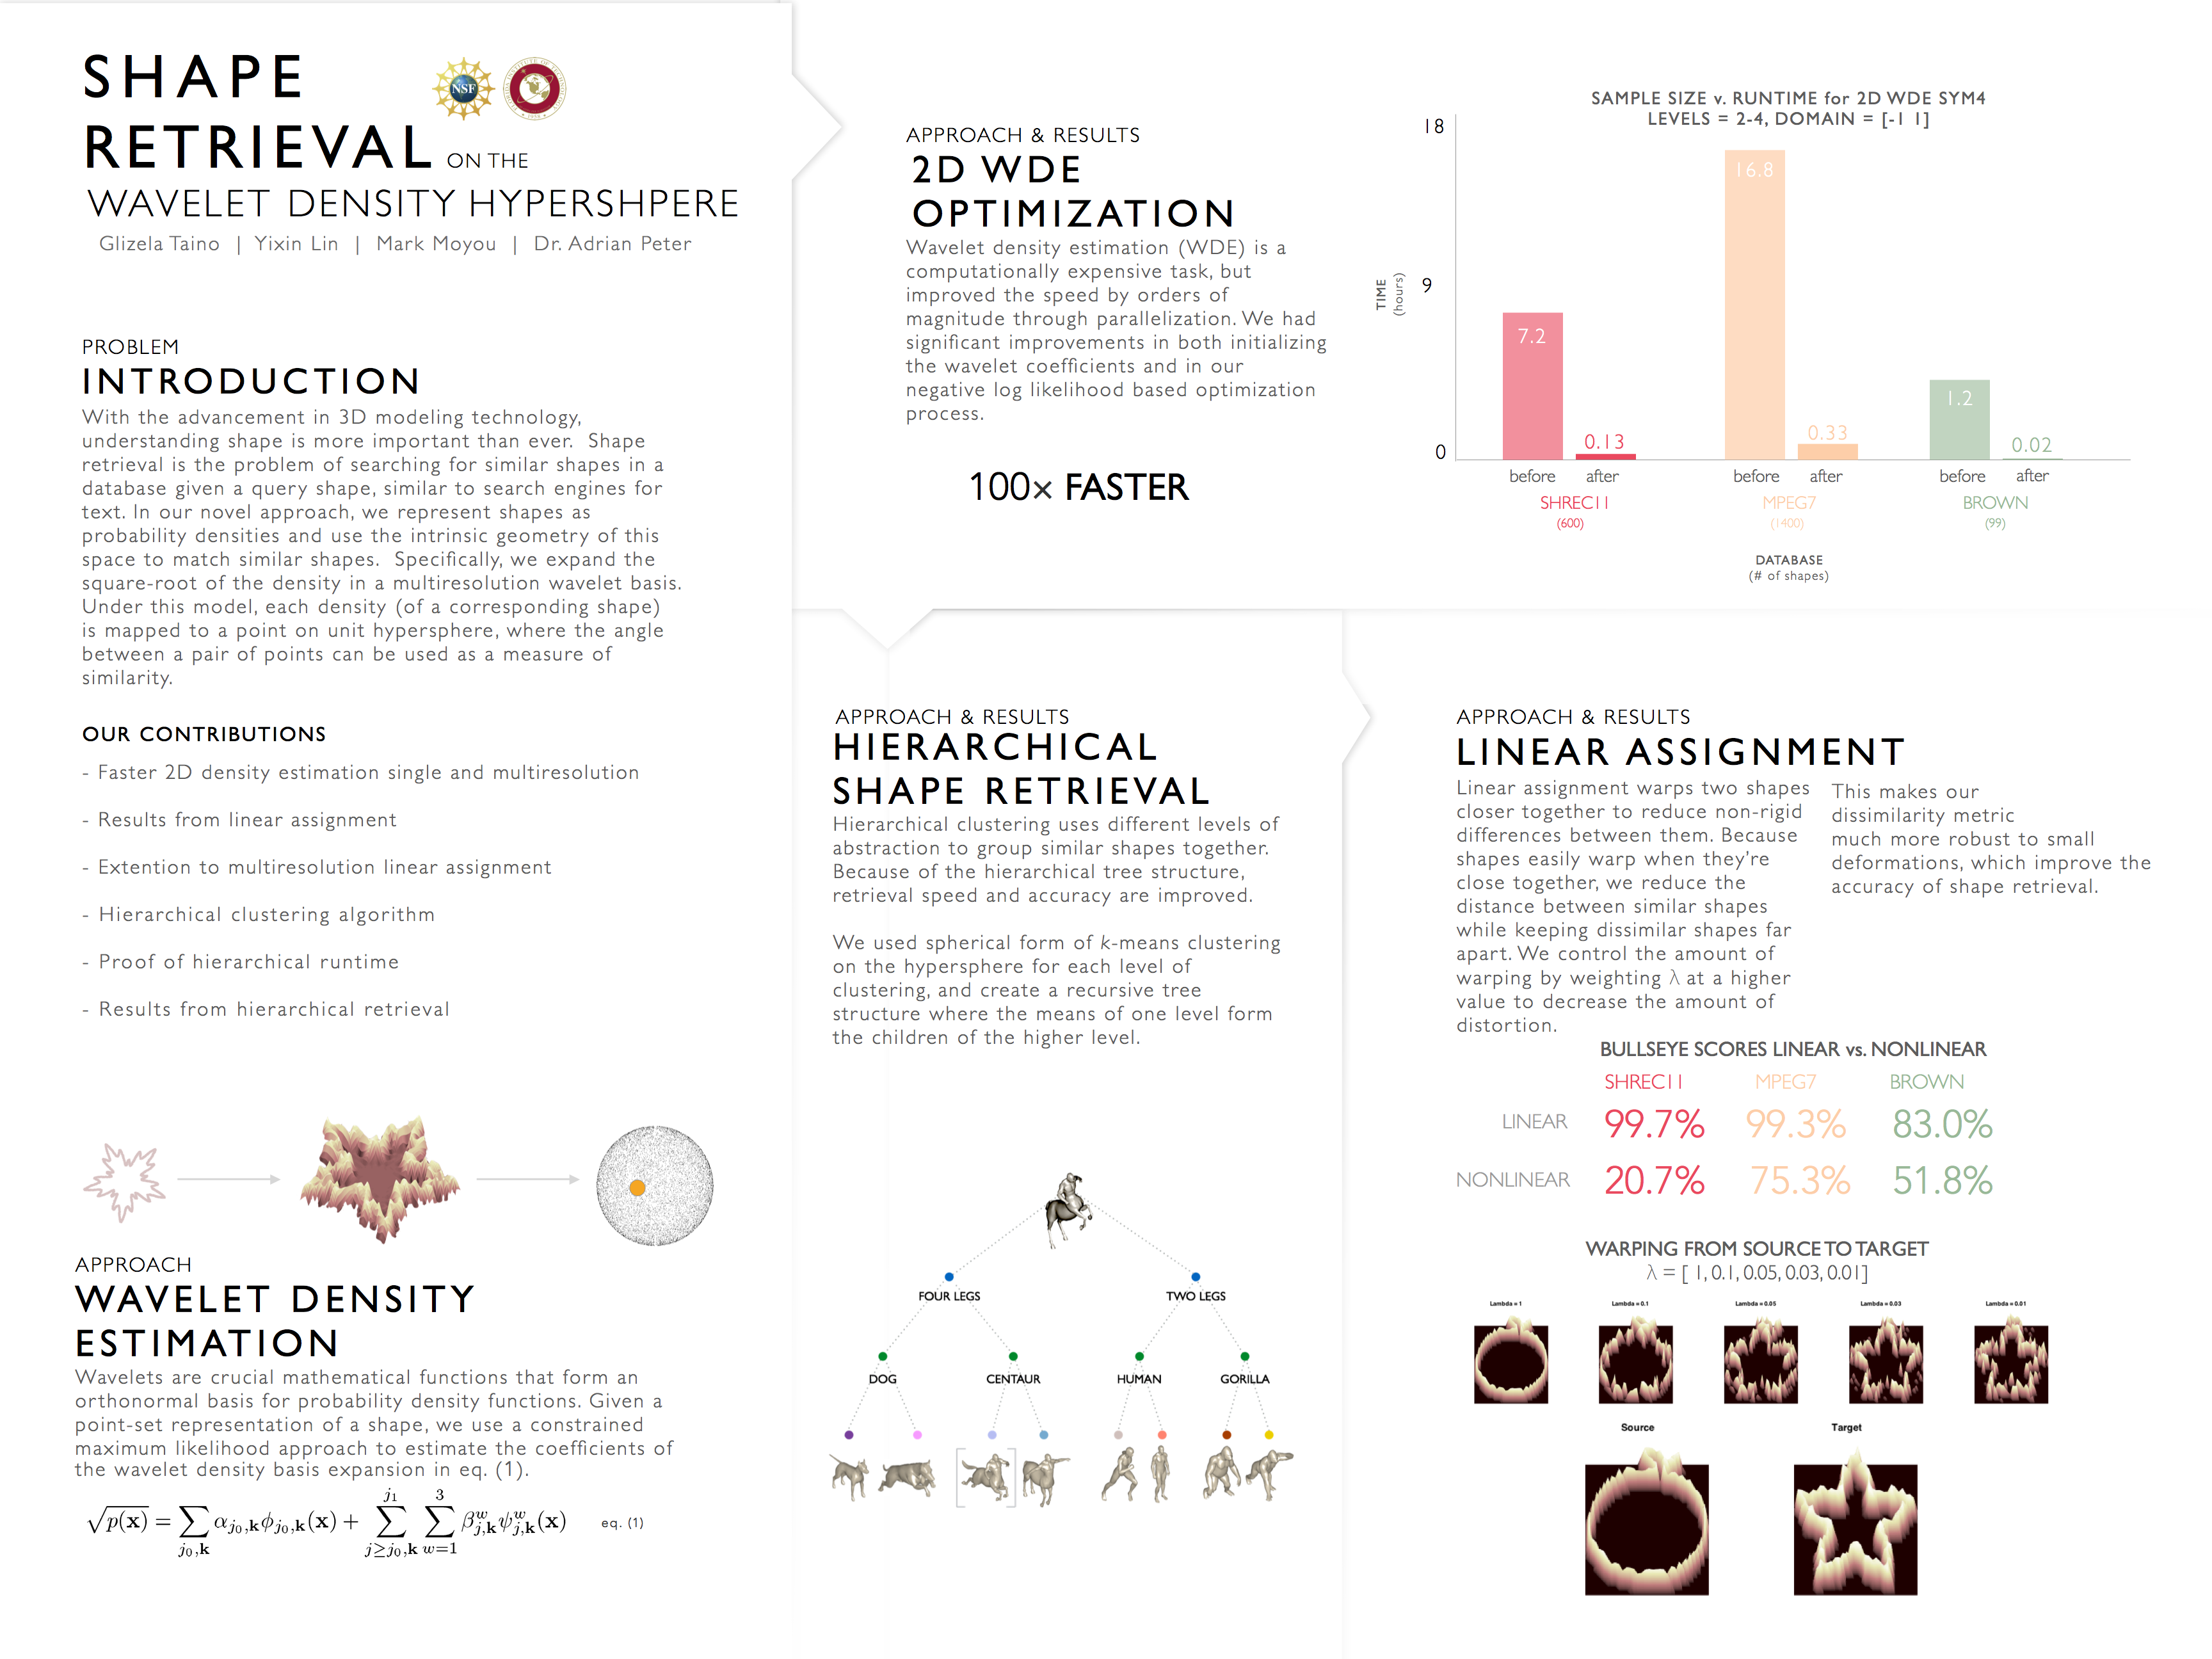 SHAPE
RETRIEVAL ON THE
WAVELET DENSITY HYPERSHPERE
Glizela Taino | Yixin Lin | Mark Moyou | Dr. Adrian Peter
NSF
PROBLEM
INTRODUCTION
With the advancement in 3D modeling technology,
understanding shape is more important than ever. Shape
retrieval is the problem of searching for similar shapes in a
database given a query shape, similar to search engines for
text. In our novel approach, we represent shapes as
probability densities and use the intrinsic geometry of this
space to match similar shapes. Specifically, we expand the
square-root of the density in a multiresolution wavelet basis.
Under this model, each density (of a corresponding shape)
is mapped to a point on unit hypersphere, where the angle
between a pair of points can be used as a measure of
similarity.
OUR CONTRIBUTIONS
- Faster 2D density estimation single and multiresolution
- Results from linear assignment
- Extention to multiresolution linear assignment
- Hierarchical clustering algorithm
- Proof of hierarchical runtime
- Results from hierarchical retrieval
APPROACH
WAVELET DENSITY
ESTIMATION
Wavelets are crucial mathematical functions that form an
orthonormal basis for probability density functions. Given a
point-set representation of a shape, we use a constrained
maximum likelihood approach to estimate the coefficients of
the wavelet density basis expansion in eq. (1).
√p(x) = ∑_{j₀,k} α_{j₀,k} ϕ_{j₀,k}(x) + ∑_{j≥j₀,k}^{j₁} ∑_{w=1}^{3} β^w_{j,k} ψ^w_{j,k}(x) eq. (1)
APPROACH & RESULTS
2D WDE
OPTIMIZATION
Wavelet density estimation (WDE) is a
computationally expensive task, but
improved the speed by orders of
magnitude through parallelization. We had
significant improvements in both initializing
the wavelet coefficients and in our
negative log likelihood based optimization
process.
100x FASTER
SAMPLE SIZE v. RUNTIME for 2D WDE SYM4
LEVELS = 2-4, DOMAIN = [-1 1]
18
9
0
TIME
(hours)
7.2
0.13
16.8
0.33
1.2
0.02
before after before after before after
SHREC11 MPEG7 BROWN
(600) (1400) (99)
DATABASE
(# of shapes)
APPROACH & RESULTS
HIERARCHICAL
SHAPE RETRIEVAL
Hierarchical clustering uses different levels of
abstraction to group similar shapes together.
Because of the hierarchical tree structure,
retrieval speed and accuracy are improved.
We used spherical form of k-means clustering
on the hypersphere for each level of
clustering, and create a recursive tree
structure where the means of one level form
the children of the higher level.
FOUR LEGS TWO LEGS
DOG CENTAUR HUMAN GORILLA
APPROACH & RESULTS
LINEAR ASSIGNMENT
Linear assignment warps two shapes
closer together to reduce non-rigid
differences between them. Because
shapes easily warp when they're
close together, we reduce the
distance between similar shapes
while keeping dissimilar shapes far
apart. We control the amount of
warping by weighting λ at a higher
value to decrease the amount of
distortion.
This makes our
dissimilarity metric
much more robust to small
deformations, which improve the
accuracy of shape retrieval.
BULLSEYE SCORES LINEAR vs. NONLINEAR
SHREC11 MPEG7 BROWN
LINEAR 99.7% 99.3% 83.0%
NONLINEAR 20.7% 75.3% 51.8%
WARPING FROM SOURCE TO TARGET
λ = [ 1, 0.1, 0.05, 0.03, 0.01]
Lambda = 1 Lambda = 0.1 Lambda = 0.05 Lambda = 0.03 Lambda = 0.01
Source Target